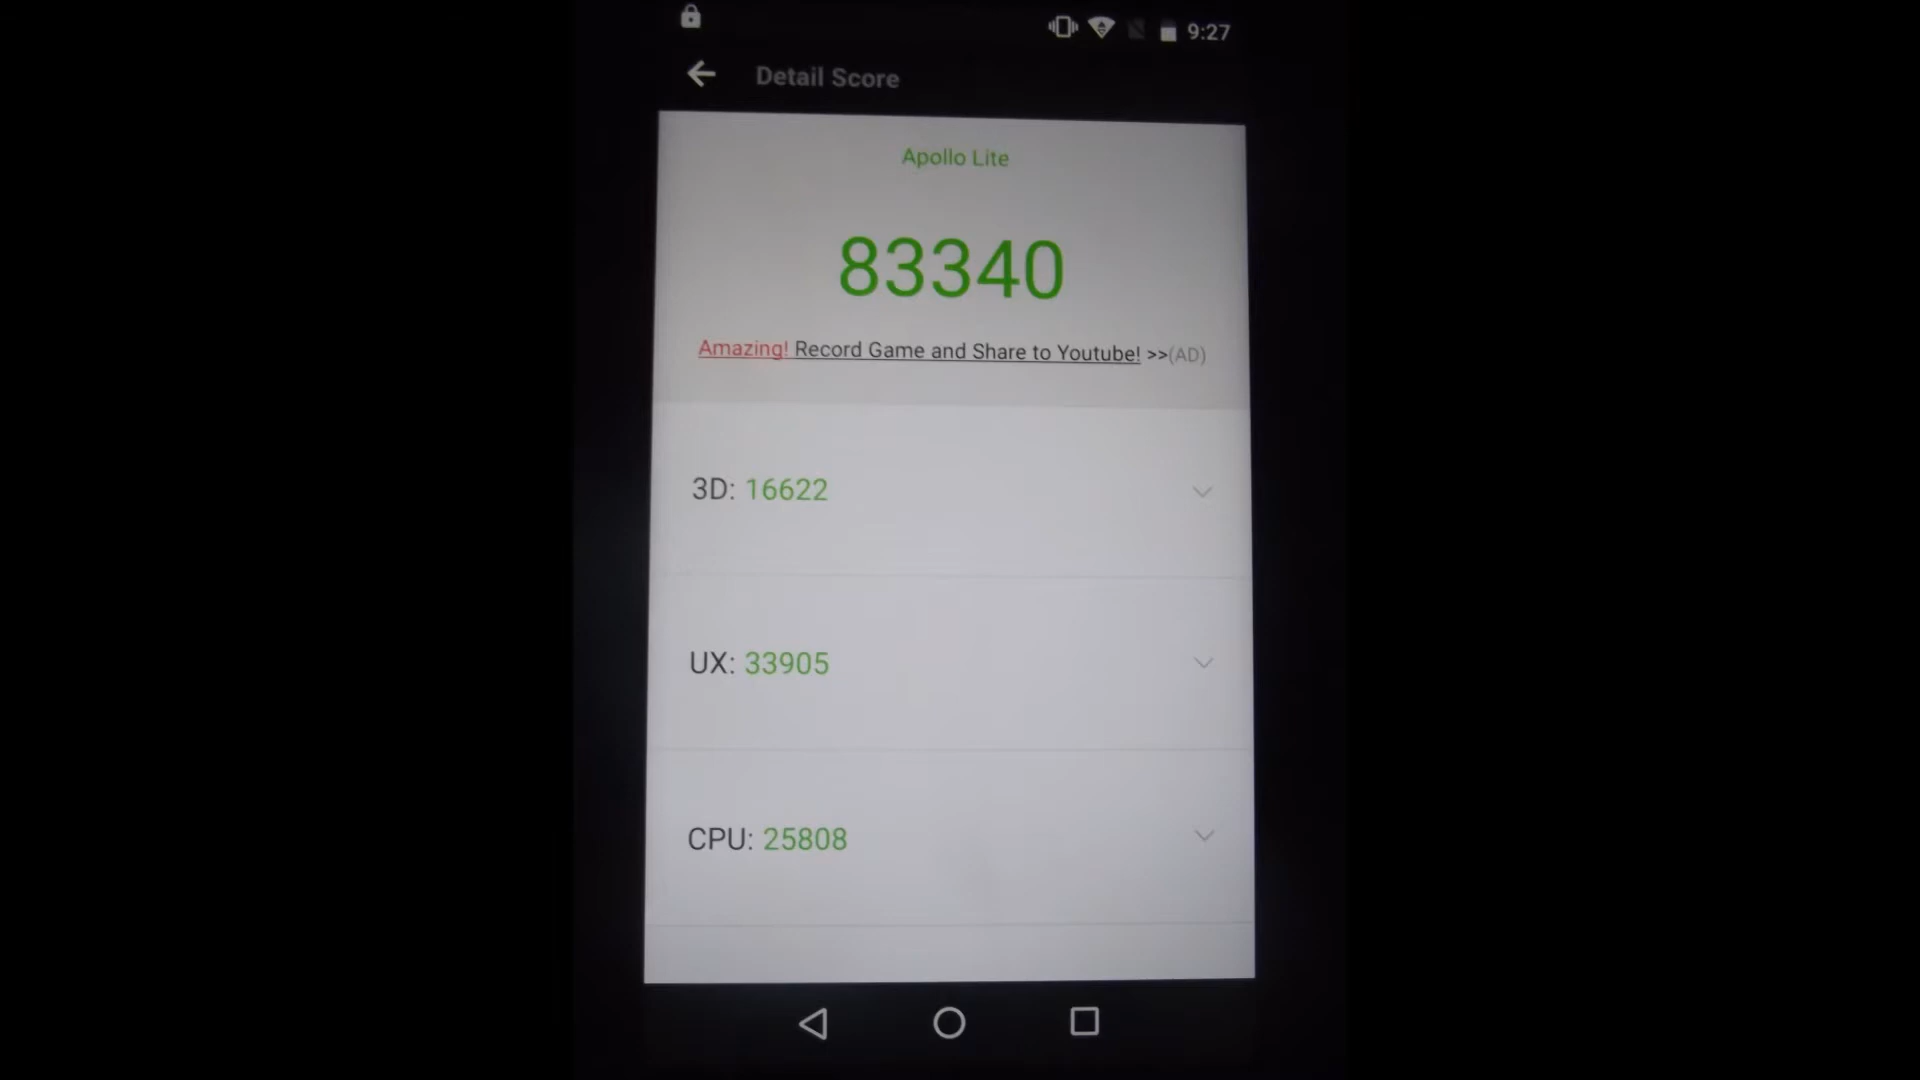 9:27
Detail Score
Apollo Lite
83340
Amazing! Record Game and Share to Youtube! >>(AD)
3D: 16622
UX: 33905
CPU: 25808